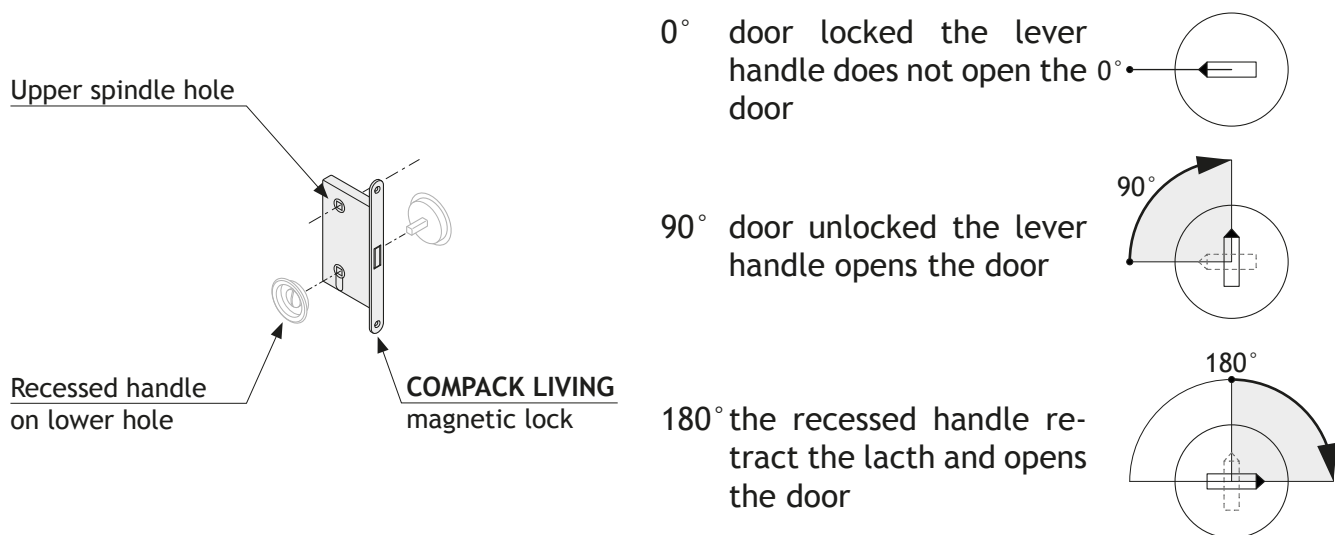 Upper spindle hole
Recessed handle
on lower hole
COMPACK LIVING
magnetic lock
0° door locked the lever
handle does not open the
door
0°
90° door unlocked the lever
handle opens the door
90°
180° the recessed handle re-
tract the lacth and opens
the door
180°